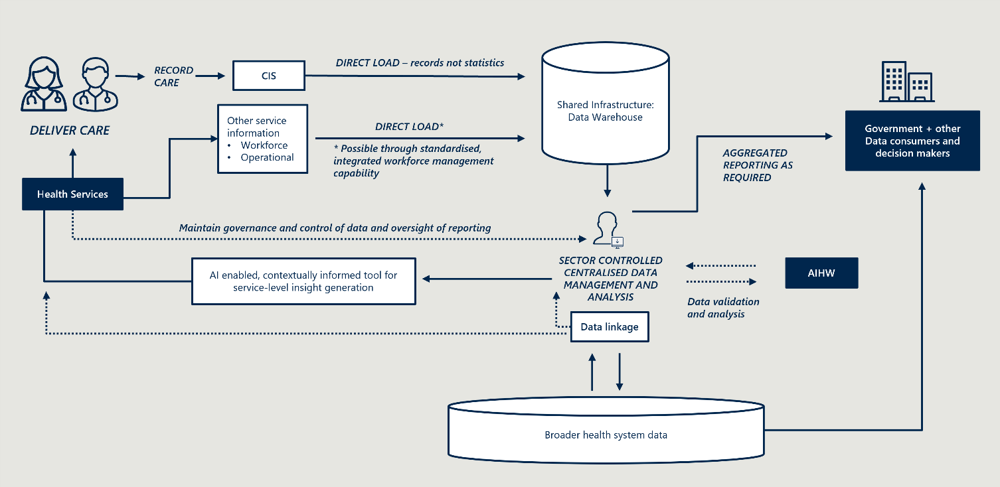 RECORD
CARE
CIS
DIRECT LOAD – records not statistics
DELIVER CARE
Other service
information
• Workforce
• Operational
DIRECT LOAD*
* Possible through standardised,
integrated workforce management
capability
Shared Infrastructure:
Data Warehouse
Government + other
Data consumers and
decision makers
AGGREGATED
REPORTING AS
REQUIRED
Health Services
Maintain governance and control of data and oversight of reporting
AI enabled, contextually informed tool for
service-level insight generation
SECTOR CONTROLLED
CENTRALISED DATA
MANAGEMENT AND
ANALYSIS
AIHW
Data validation
and analysis
Data linkage
Broader health system data